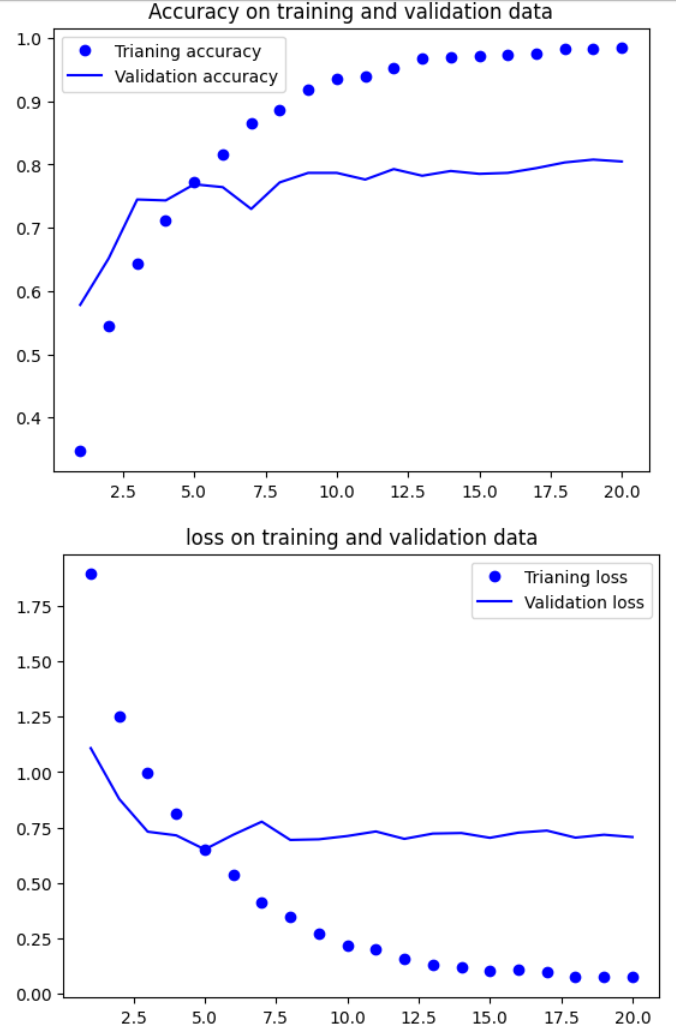 Accuracy on training and validation data
Trianing accuracy
Validation accuracy
1.0
0.9
0.8
0.7
0.6
0.5
0.4
2.5 5.0 7.5 10.0 12.5 15.0 17.5 20.0
loss on training and validation data
Trianing loss
Validation loss
1.75
1.50
1.25
1.00
0.75
0.50
0.25
0.00
2.5 5.0 7.5 10.0 12.5 15.0 17.5 20.0